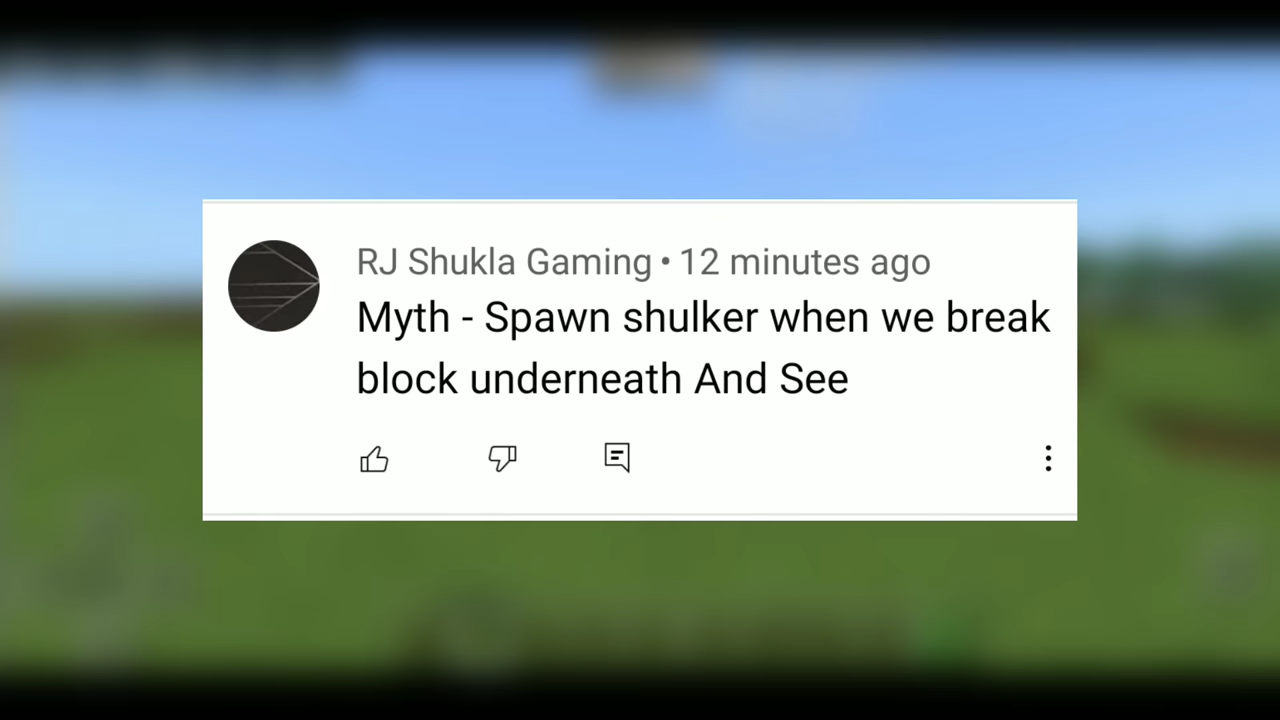 RJ Shukla Gaming • 12 minutes ago
Myth - Spawn shulker when we break
block underneath And See